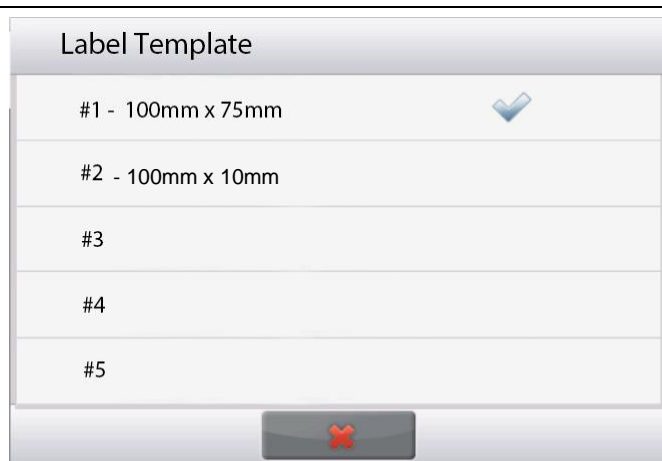 Label Template
#1 - 100mm x 75mm
#2 - 100mm x 10mm
#3
#4
#5